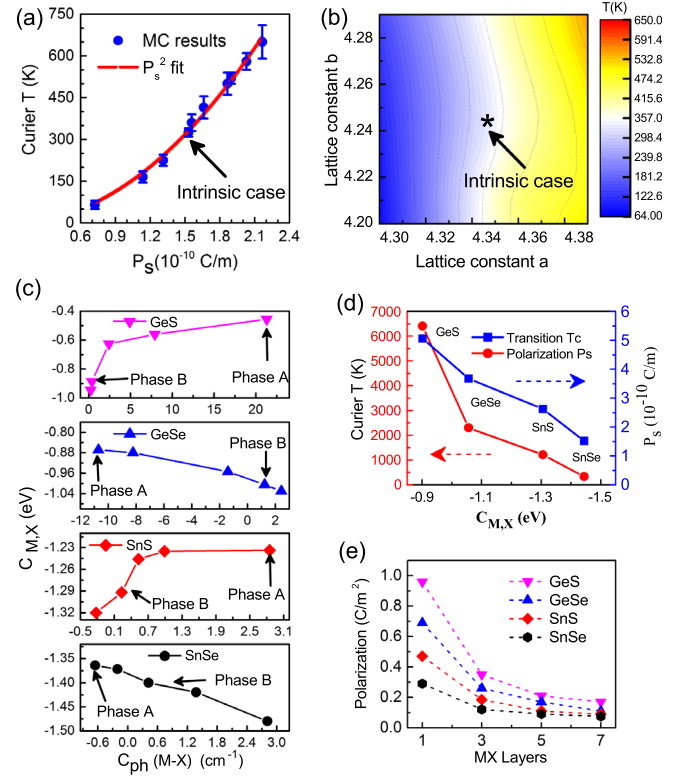 (a)
750
600
450
300
150
0
Curier T (K)
MC results
Pₛ² fit
Intrinsic case
0.6 0.9 1.2 1.5 1.8 2.1 2.4
Pₛ(10⁻¹⁰ C/m)
(b)
4.28
4.26
4.24
4.22
4.20
Lattice constant b
*
Intrinsic case
4.30 4.32 4.34 4.36 4.38
Lattice constant a
T(K)
650.0
591.4
532.8
474.2
415.6
357.0
298.4
239.8
181.2
122.6
64.00
(c)
C M,X (eV)
-0.4
-0.6
-0.8
-1.0
GeS
Phase B
Phase A
0 5 10 15 20
-0.80
-0.88
-0.96
-1.04
GeSe
Phase B
Phase A
-12 -10 -8 -6 -4 -2 0 2
-1.23
-1.26
-1.29
-1.32
SnS
Phase B
Phase A
-0.5 0.1 0.7 1.3 1.9 2.5 3.1
-1.35
-1.40
-1.45
-1.50
SnSe
Phase B
Phase A
-0.6 0.0 0.6 1.2 1.8 2.4 3.0
Cₚₕ (M-X) (cm⁻¹)
(d)
7000
6000
5000
4000
3000
2000
1000
0
Curier T (K)
GeS
GeSe
SnS
SnSe
Transition Tc
Polarization Ps
6
5
4
3
2
1
0
Pₛ (10⁻¹⁰ C/m)
-0.9 -1.1 -1.3 -1.5
C M,X (eV)
(e)
1.0
0.8
0.6
0.4
0.2
0.0
Polarization (C/m²)
GeS
GeSe
SnS
SnSe
1 3 5 7
MX Layers